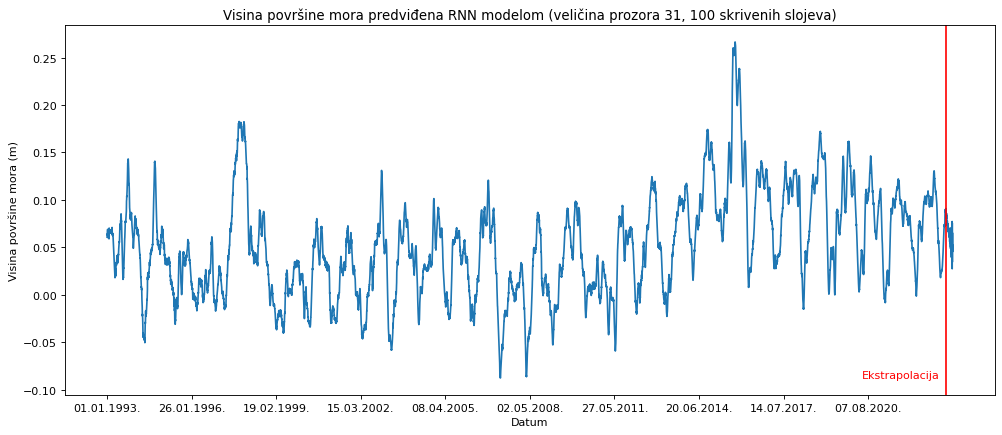 Visina površine mora predviđena RNN modelom (veličina prozora 31, 100 skrivenih slojeva)
Visina površine mora (m)
0.25
0.20
0.15
0.10
0.05
0.00
−0.05
−0.10
Ekstrapolacija
01.01.1993. 26.01.1996. 19.02.1999. 15.03.2002. 08.04.2005. 02.05.2008. 27.05.2011. 20.06.2014. 14.07.2017. 07.08.2020.
Datum